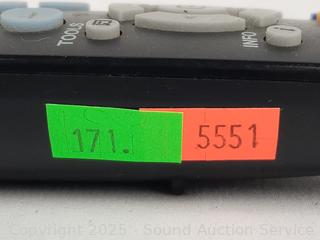 TOOLS
INFO
i
171. 5551
Copyright 2025 - Sound Auction Service